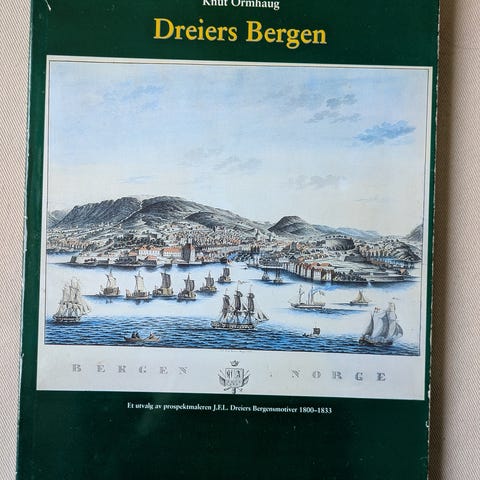 Knut Ormhaug
Dreiers Bergen
BERGEN NORGE
Et utvalg av prospektmaleren J.F.L. Dreiers Bergensmotiver 1800–1833